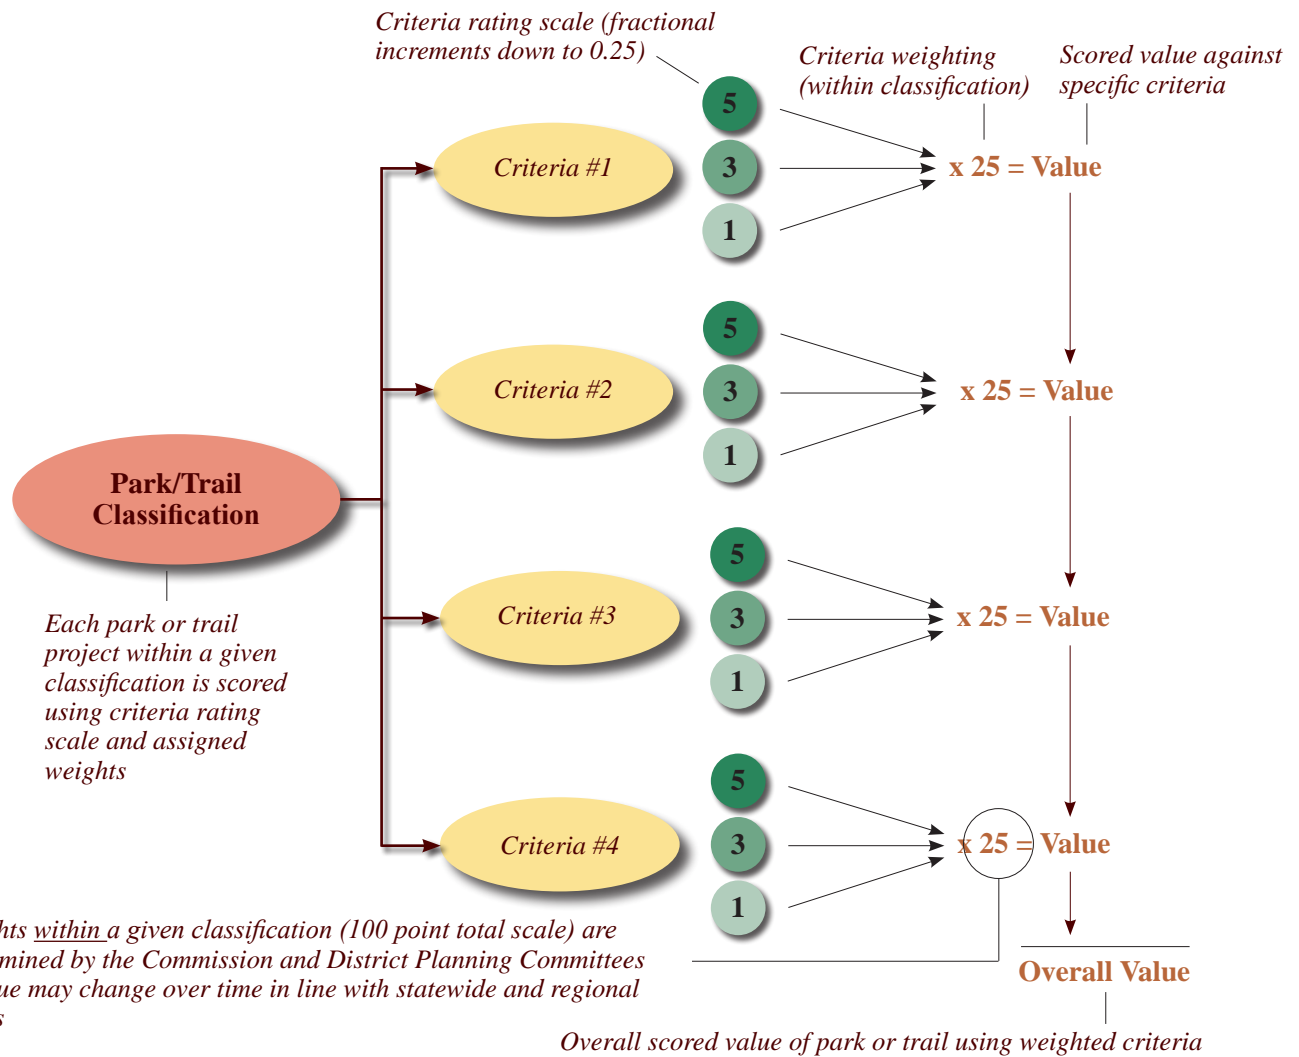 Criteria rating scale (fractional
increments down to 0.25)
Criteria weighting
(within classification)
Scored value against
specific criteria
5
Criteria #1
3
x 25 = Value
1
5
Criteria #2
3
x 25 = Value
1
Park/Trail
Classification
Each park or trail
project within a given
classification is scored
using criteria rating
scale and assigned
weights
5
Criteria #3
3
x 25 = Value
1
5
Criteria #4
3
x 25 = Value
1
within a given classification (100 point total scale) are
by the Commission and District Planning Committees
may change over time in line with statewide and regional
Overall Value
Overall scored value of park or trail using weighted criteria